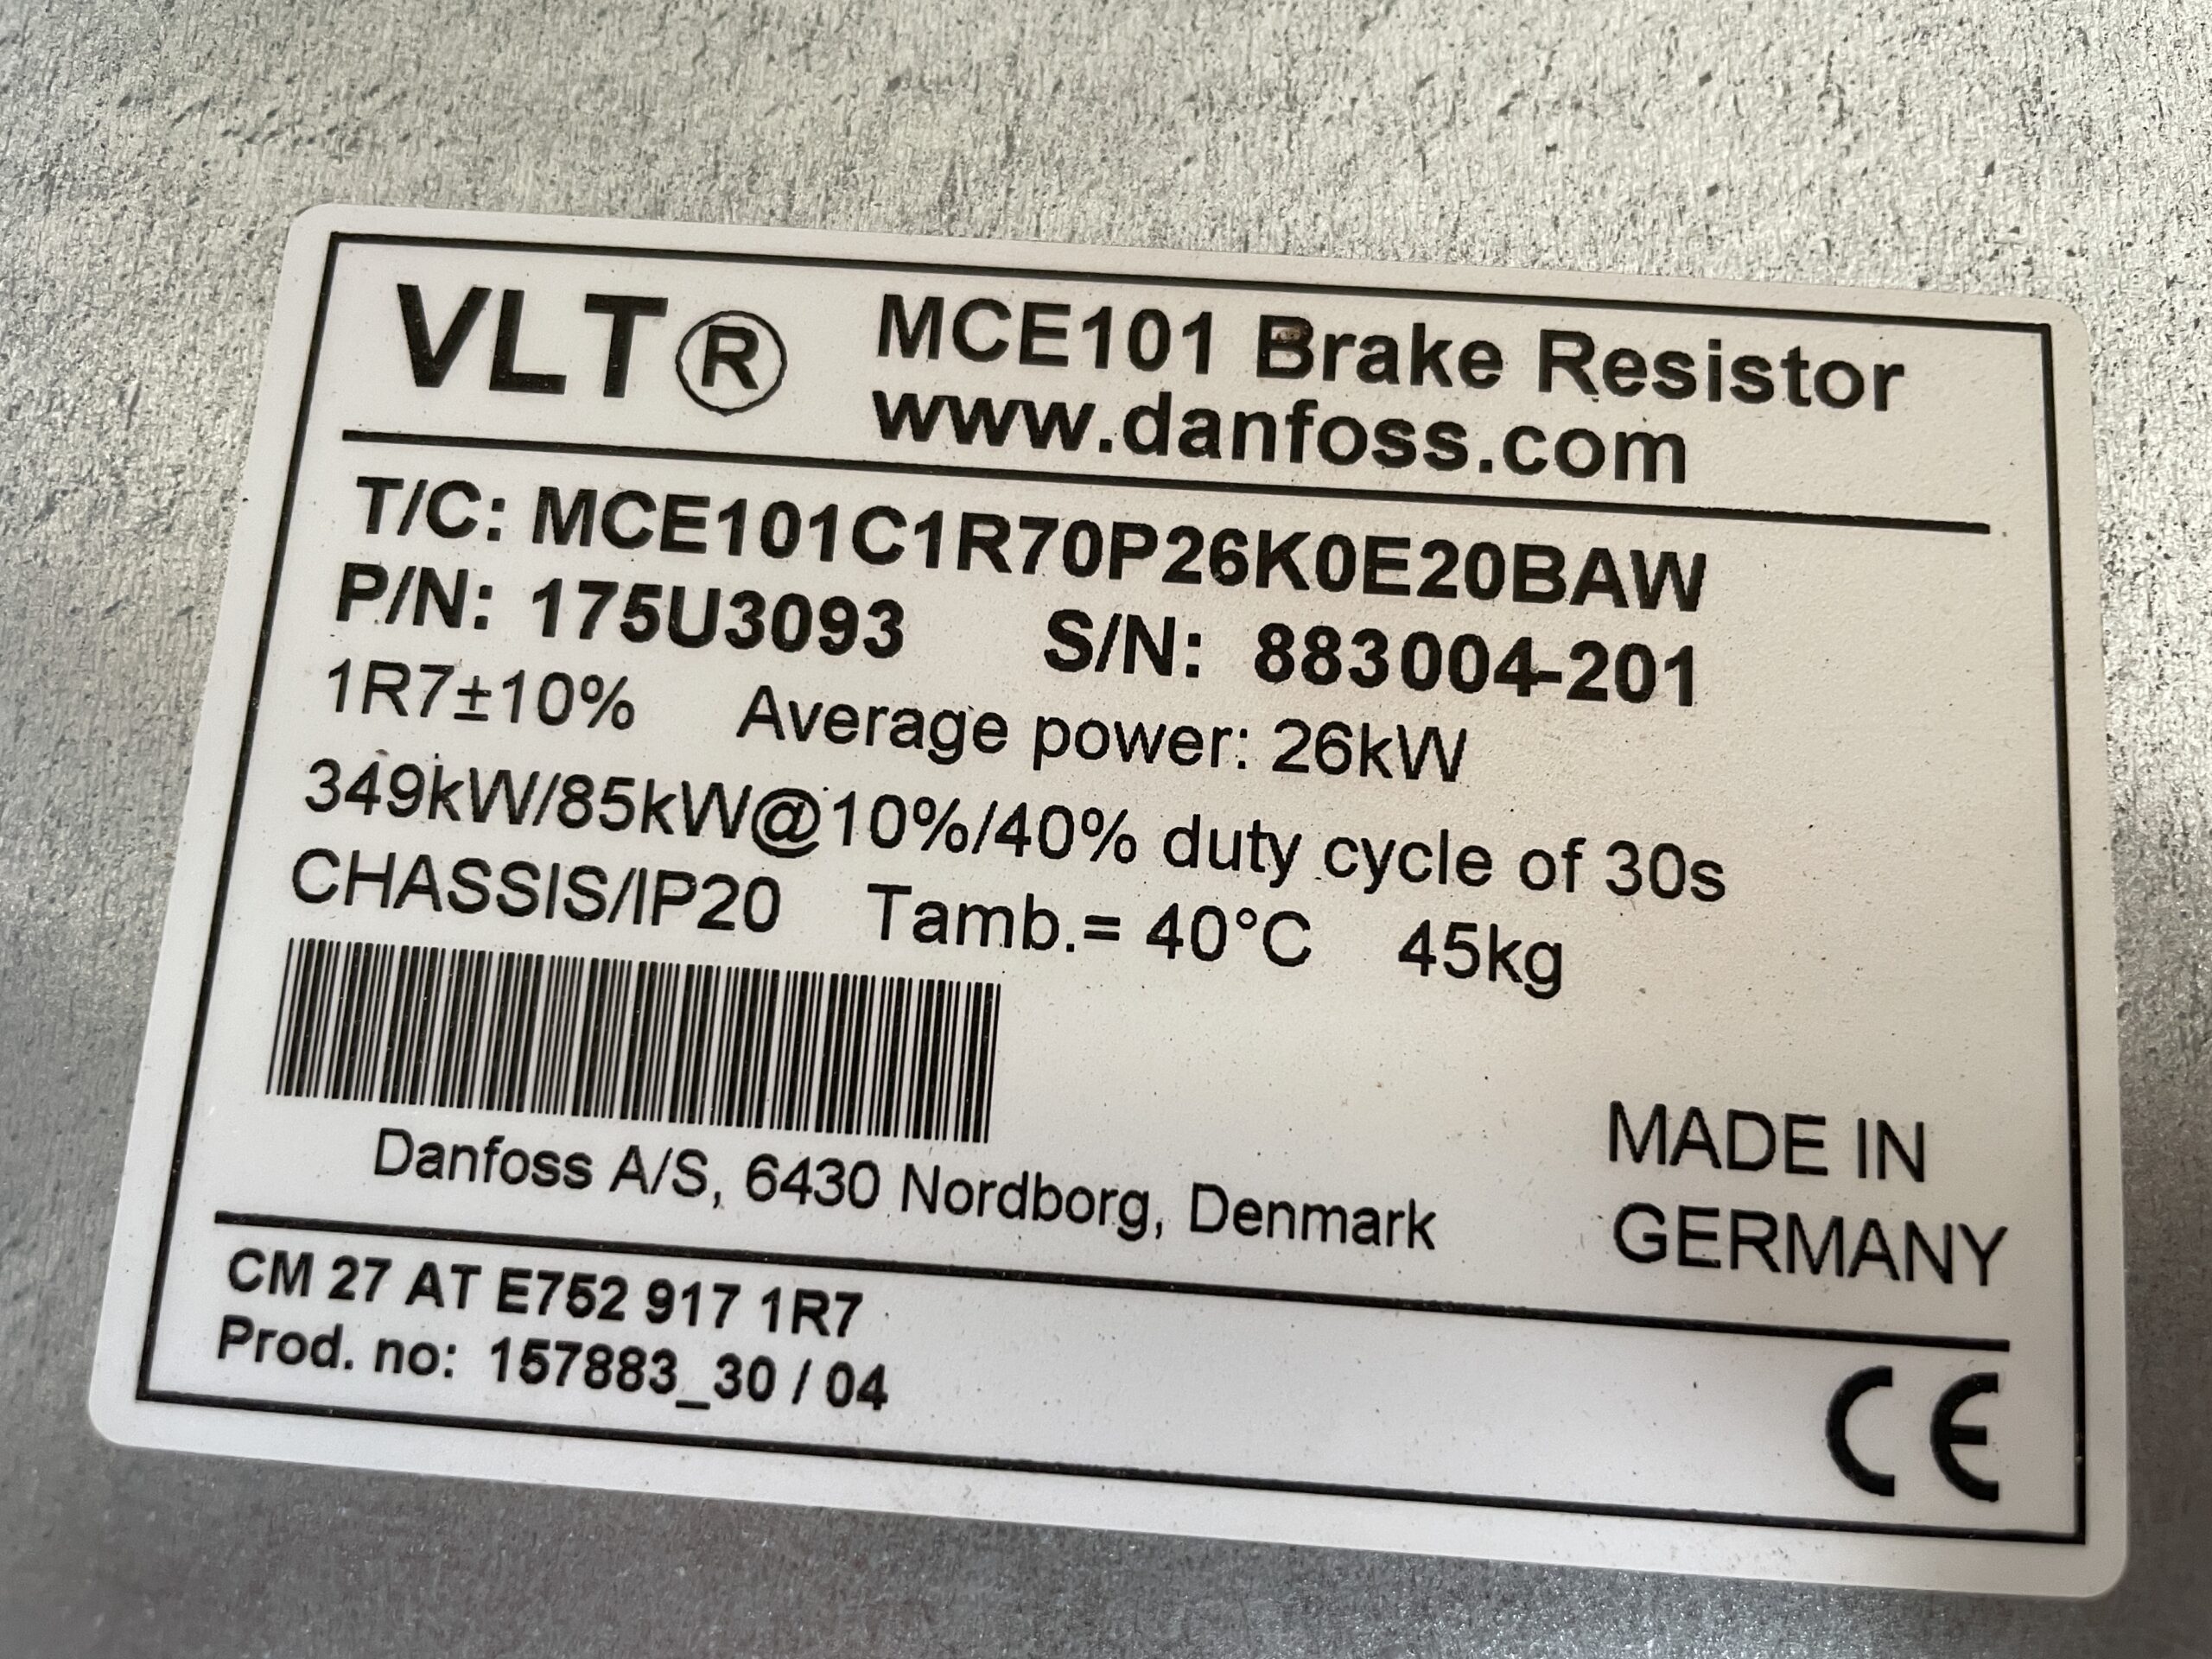 VLT® MCE101 Brake Resistor
www.danfoss.com
T/C: MCE101C1R70P26K0E20BAW
P/N: 175U3093 S/N: 883004-201
1R7±10% Average power: 26kW
349kW/85kW@10%/40% duty cycle of 30s
CHASSIS/IP20 Tamb.= 40°C 45kg
Danfoss A/S, 6430 Nordborg, Denmark
MADE IN
GERMANY
CM 27 AT E752 917 1R7
Prod. no: 157883_30 / 04
CE